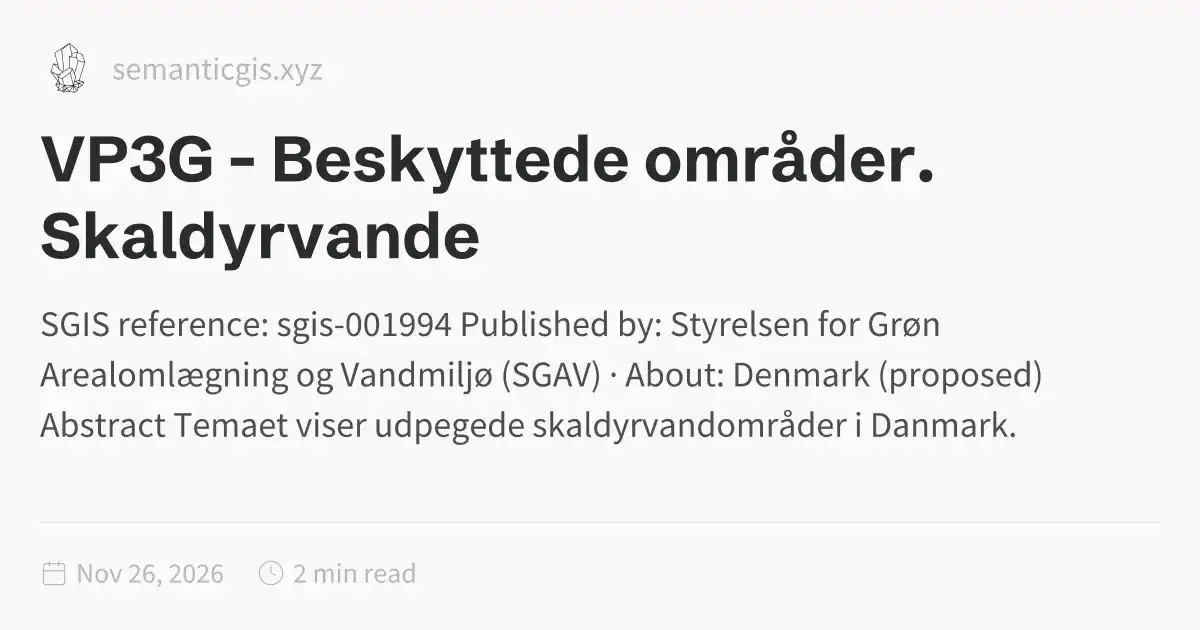 semanticgis.xyz
VP3G - Beskyttede områder.
Skaldyrvande
SGIS reference: sgis-001994 Published by: Styrelsen for Grøn
Arealomlægning og Vandmiljø (SGAV) · About: Denmark (proposed)
Abstract Temaet viser udpegede skaldyrvandområder i Danmark.
Nov 26, 2026 2 min read